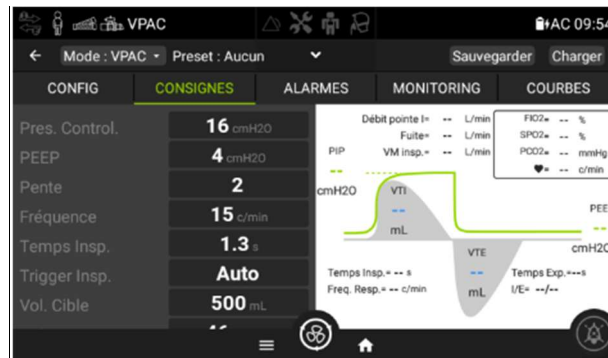 VPAC
AC 09:54
Mode : VPAC Preset : Aucun Sauvegarder Charger
CONFIG CONSIGNES ALARMES MONITORING COURBES
Pres. Control. 16 cmH2O
PEEP 4 cmH2O
Pente 2
Fréquence 15 c/min
Temps Insp. 1.3 s
Trigger Insp. Auto
Vol. Cible 500 mL
Débit pointe I= -- L/min
Fuite= -- L/min
VM insp.= -- L/min
FIO2= -- %
SPO2= -- %
PCO2= -- mmHg
= -- c/min
PIP
--
cmH2O
VTI
--
mL
PEE
--
cmH2O
VTE
--
mL
Temps Insp.= -- s
Freq. Resp.= -- c/min
Temps Exp.=--s
I/E= --/--